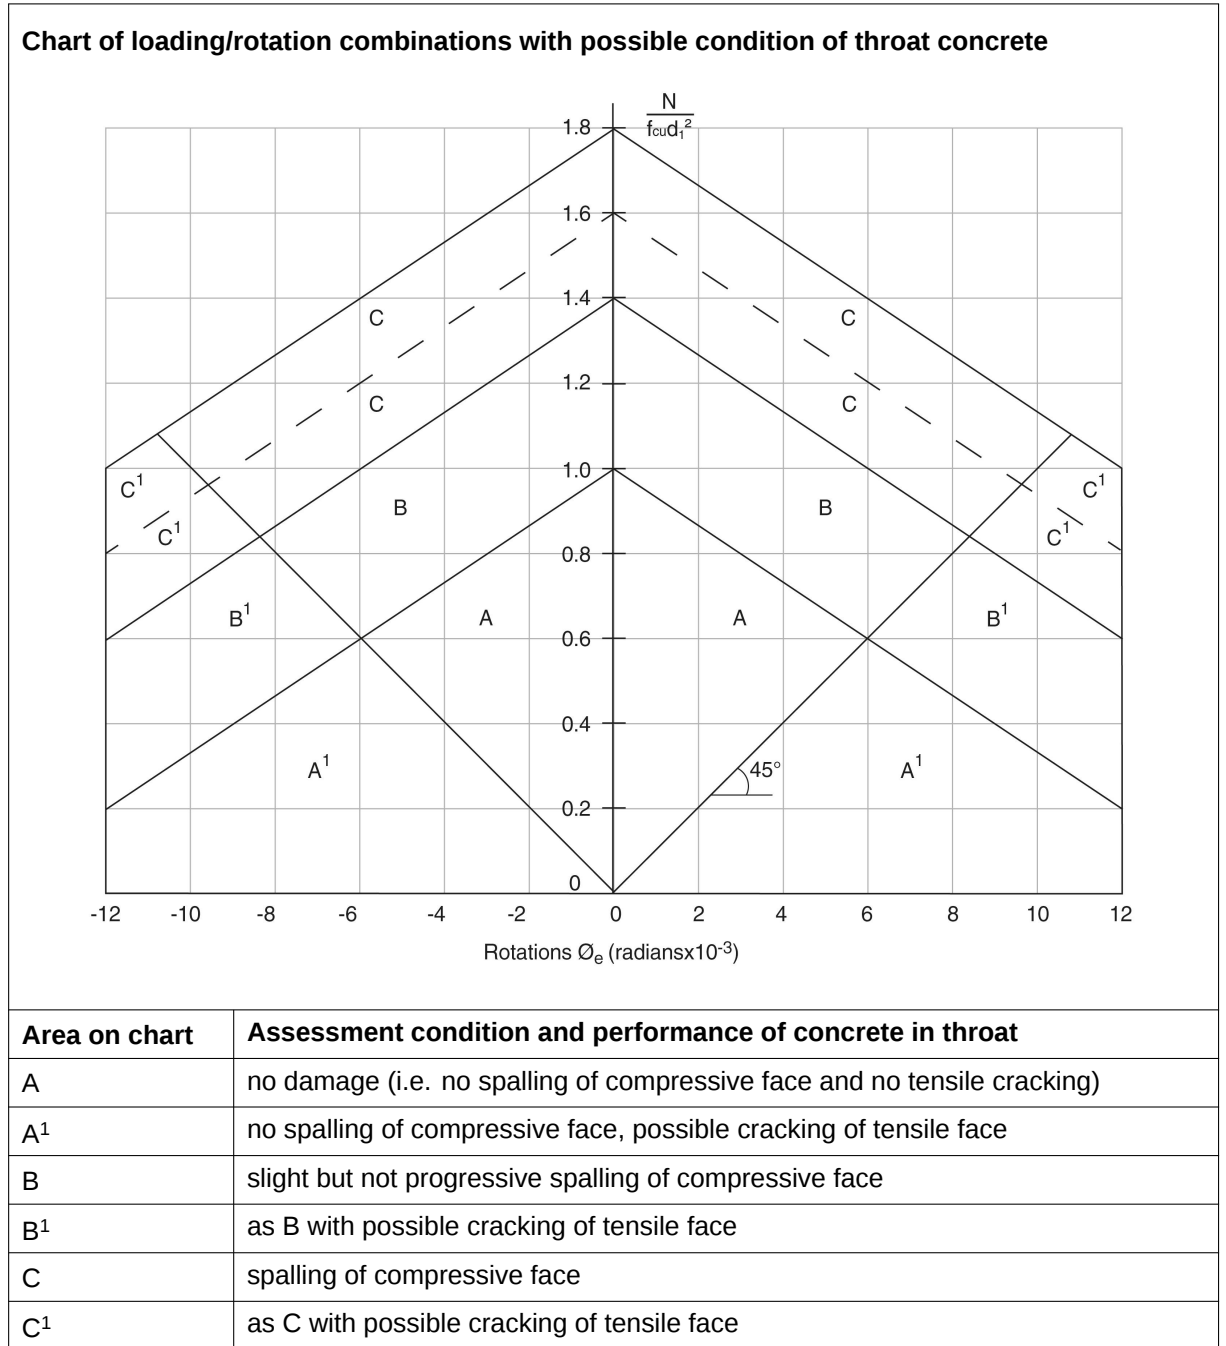 Chart of loading/rotation combinations with possible condition of throat concrete
N
fcud₁²
1.8
1.6
1.4
C C
1.2
C C
1.0
C¹ C¹
B B
C¹ C¹
0.8
B¹ A A B¹
0.6
0.4
A¹ 45° A¹
0.2
0
-12 -10 -8 -6 -4 -2 0 2 4 6 8 10 12
Rotations Øe (radiansx10⁻³)
Area on chart Assessment condition and performance of concrete in throat
A no damage (i.e. no spalling of compressive face and no tensile cracking)
A¹ no spalling of compressive face, possible cracking of tensile face
B slight but not progressive spalling of compressive face
B¹ as B with possible cracking of tensile face
C spalling of compressive face
C¹ as C with possible cracking of tensile face